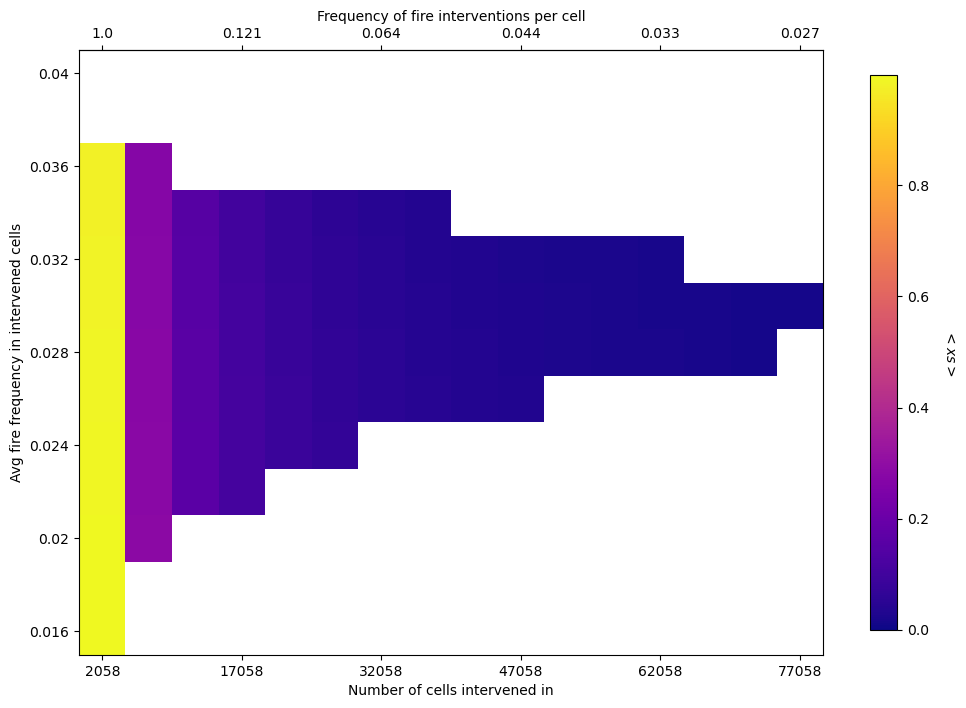 Frequency of fire interventions per cell
1.0 0.121 0.064 0.044 0.033 0.027
0.04
0.036
0.032
0.028
0.024
0.02
0.016
Avg fire frequency in intervened cells
2058 17058 32058 47058 62058 77058
Number of cells intervened in
0.8
0.6
0.4
0.2
0.0
< sx >